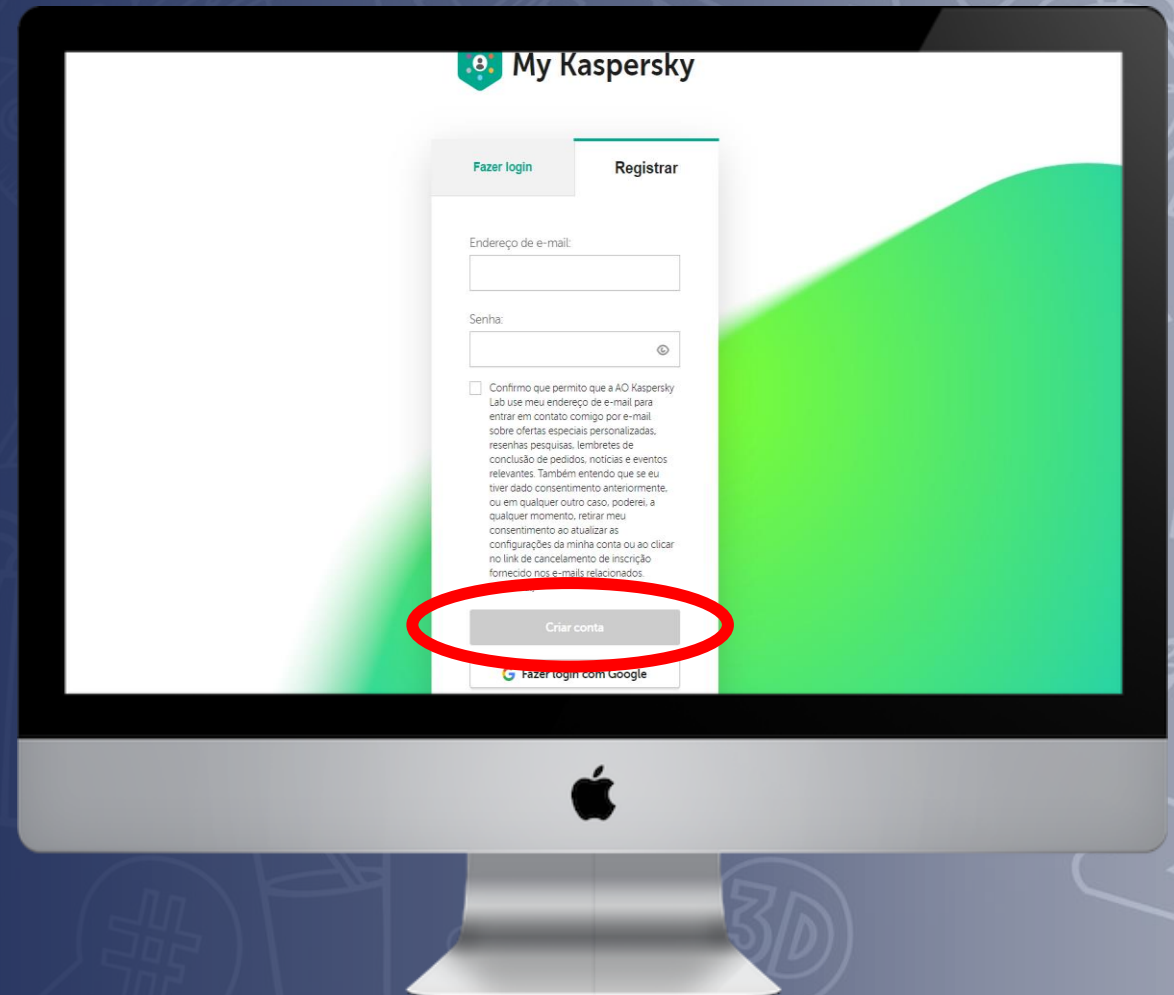 My Kaspersky
Fazer login
Registrar
Endereço de e-mail:
Senha:
Confirmo que permito que a AO Kaspersky
Lab use meu endereço de e-mail para
entrar em contato comigo por e-mail
sobre ofertas especiais personalizadas,
resenhas pesquisas, lembretes de
conclusão de pedidos, notícias e eventos
relevantes. Também entendo que se eu
tiver dado consentimento anteriormente,
ou em qualquer outro caso, poderei, a
qualquer momento, retirar meu
consentimento ao atualizar as
configurações da minha conta ou ao clicar
no link de cancelamento de inscrição
fornecido nos e-mails relacionados.
Criar conta
G Fazer login com Google
#
3D